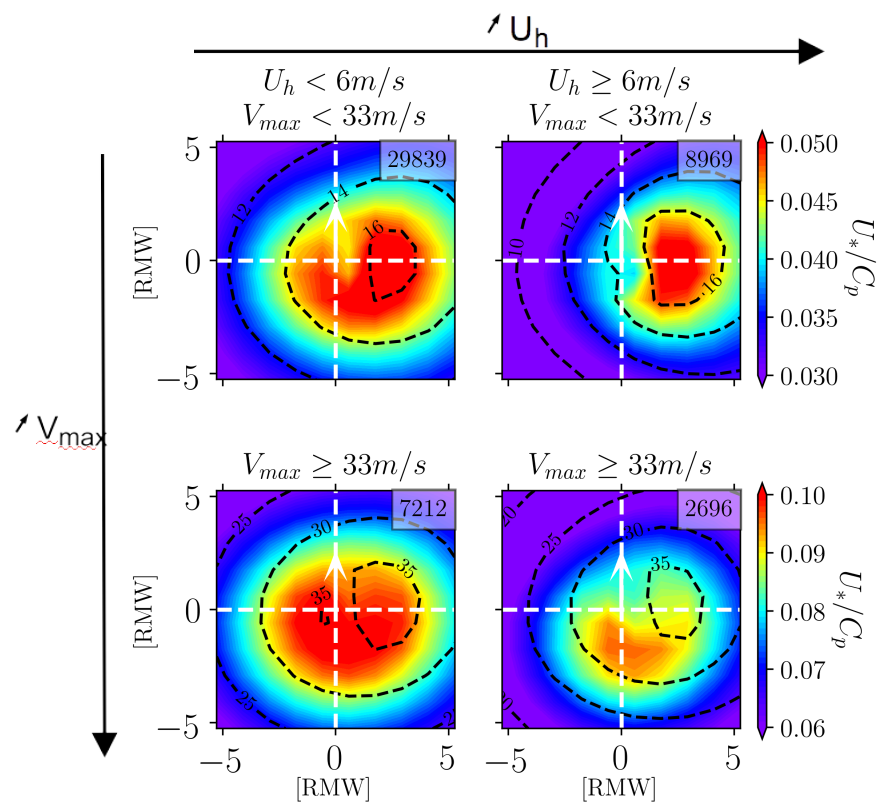 ↗ U_h
U_h < 6m/s
V_max < 33m/s
U_h ≥ 6m/s
V_max < 33m/s
5
0
−5
[RMW]
29839
12
14
16
8969
10
12
14
16
0.050
0.045
0.040
0.035
0.030
U_*/C_p
↗ V_max
V_max ≥ 33m/s
V_max ≥ 33m/s
5
0
−5
[RMW]
7212
25
30
35
35
25
2696
20
25
30
35
20
0.10
0.09
0.08
0.07
0.06
U_*/C_p
−5 0 5
[RMW]
−5 0 5
[RMW]